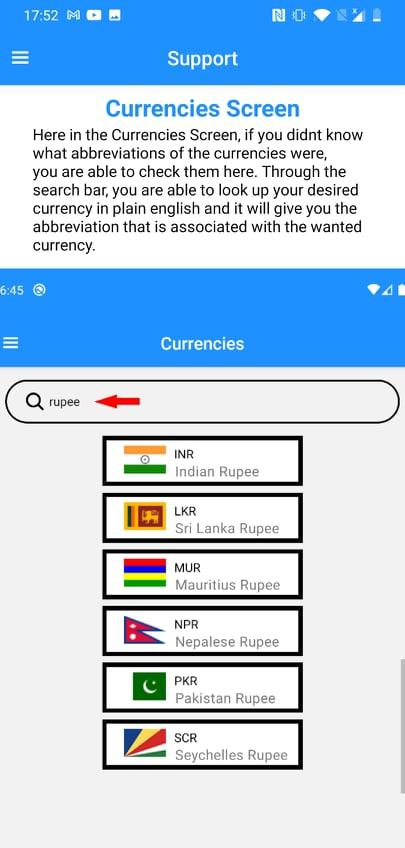 17:52
Support
Currencies Screen
Here in the Currencies Screen, if you didnt know
what abbreviations of the currencies were,
you are able to check them here. Through the
search bar, you are able to look up your desired
currency in plain english and it will give you the
abbreviation that is associated with the wanted
currency.
6:45
Currencies
rupee
INR
Indian Rupee
LKR
Sri Lanka Rupee
MUR
Mauritius Rupee
NPR
Nepalese Rupee
PKR
Pakistan Rupee
SCR
Seychelles Rupee